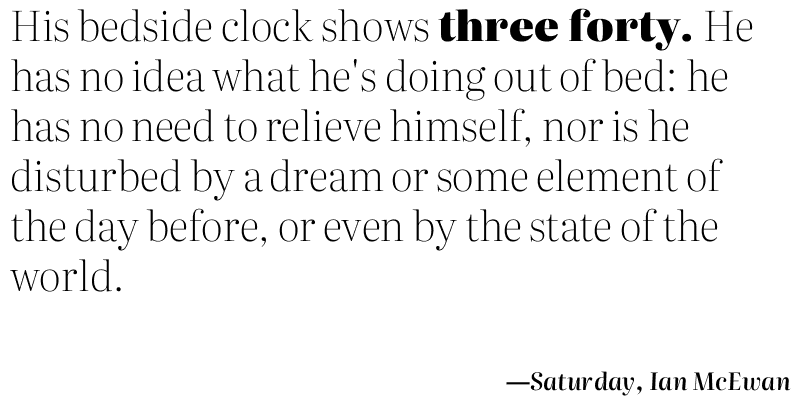 His bedside clock shows three forty. He
has no idea what he's doing out of bed: he
has no need to relieve himself, nor is he
disturbed by a dream or some element of
the day before, or even by the state of the
world.
—Saturday, Ian McEwan